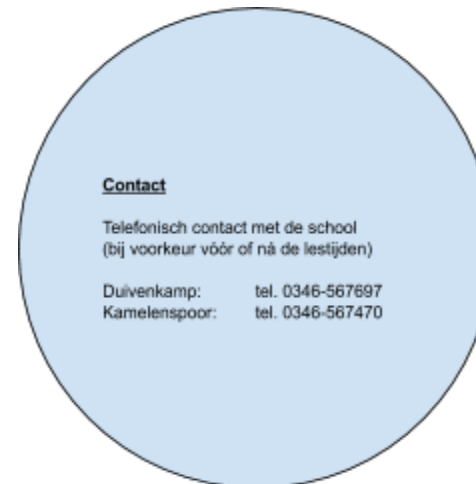 Contact
Telefonisch contact met de school
(bij voorkeur vóór of ná de lestijden)
Duivenkamp: tel. 0346-567697
Kamelenspoor: tel. 0346-567470